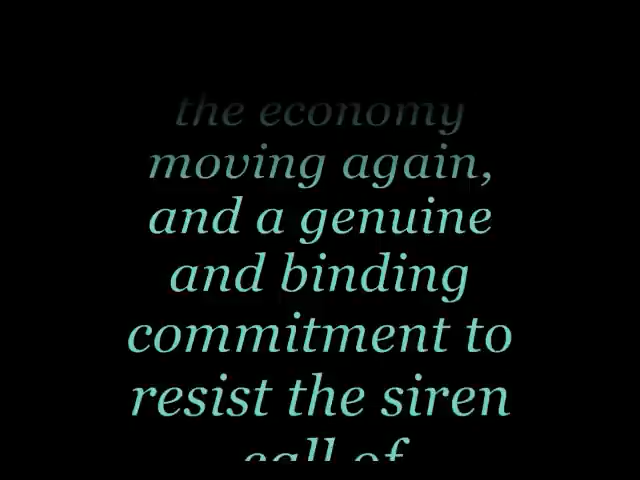 the economy
moving again,
and a genuine
and binding
commitment to
resist the siren
call of